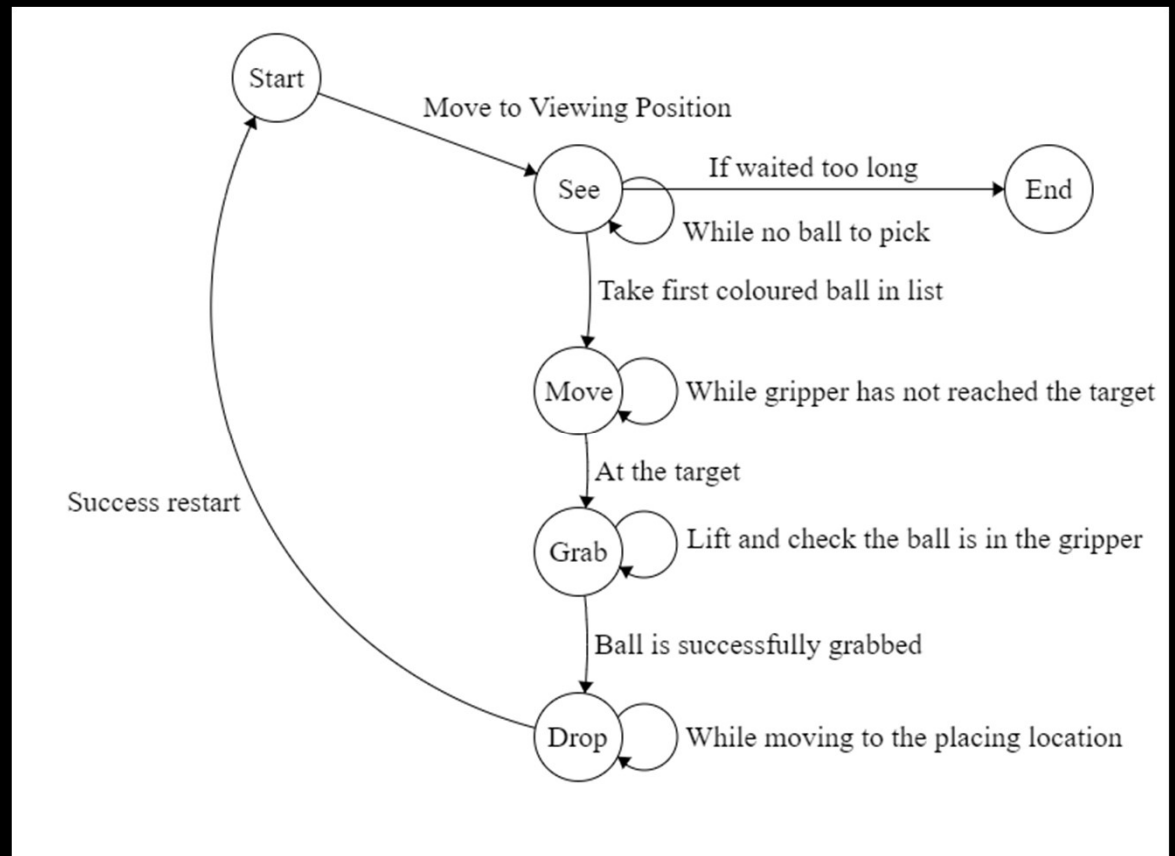 Start
Move to Viewing Position
See
If waited too long
End
While no ball to pick
Take first coloured ball in list
Move
While gripper has not reached the target
At the target
Success restart
Grab
Lift and check the ball is in the gripper
Ball is successfully grabbed
Drop
While moving to the placing location